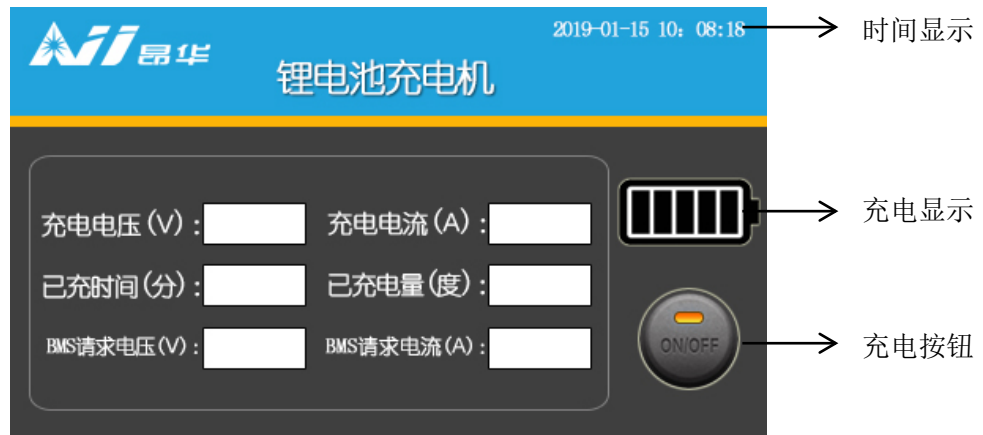 2019-01-15 10：08:18
时间显示
AiI昂华
锂电池充电机
充电电压(V)：
充电电流(A)：
充电显示
已充时间(分)：
已充电量(度)：
BMS请求电压(V)：
BMS请求电流(A)：
ON/OFF
充电按钮